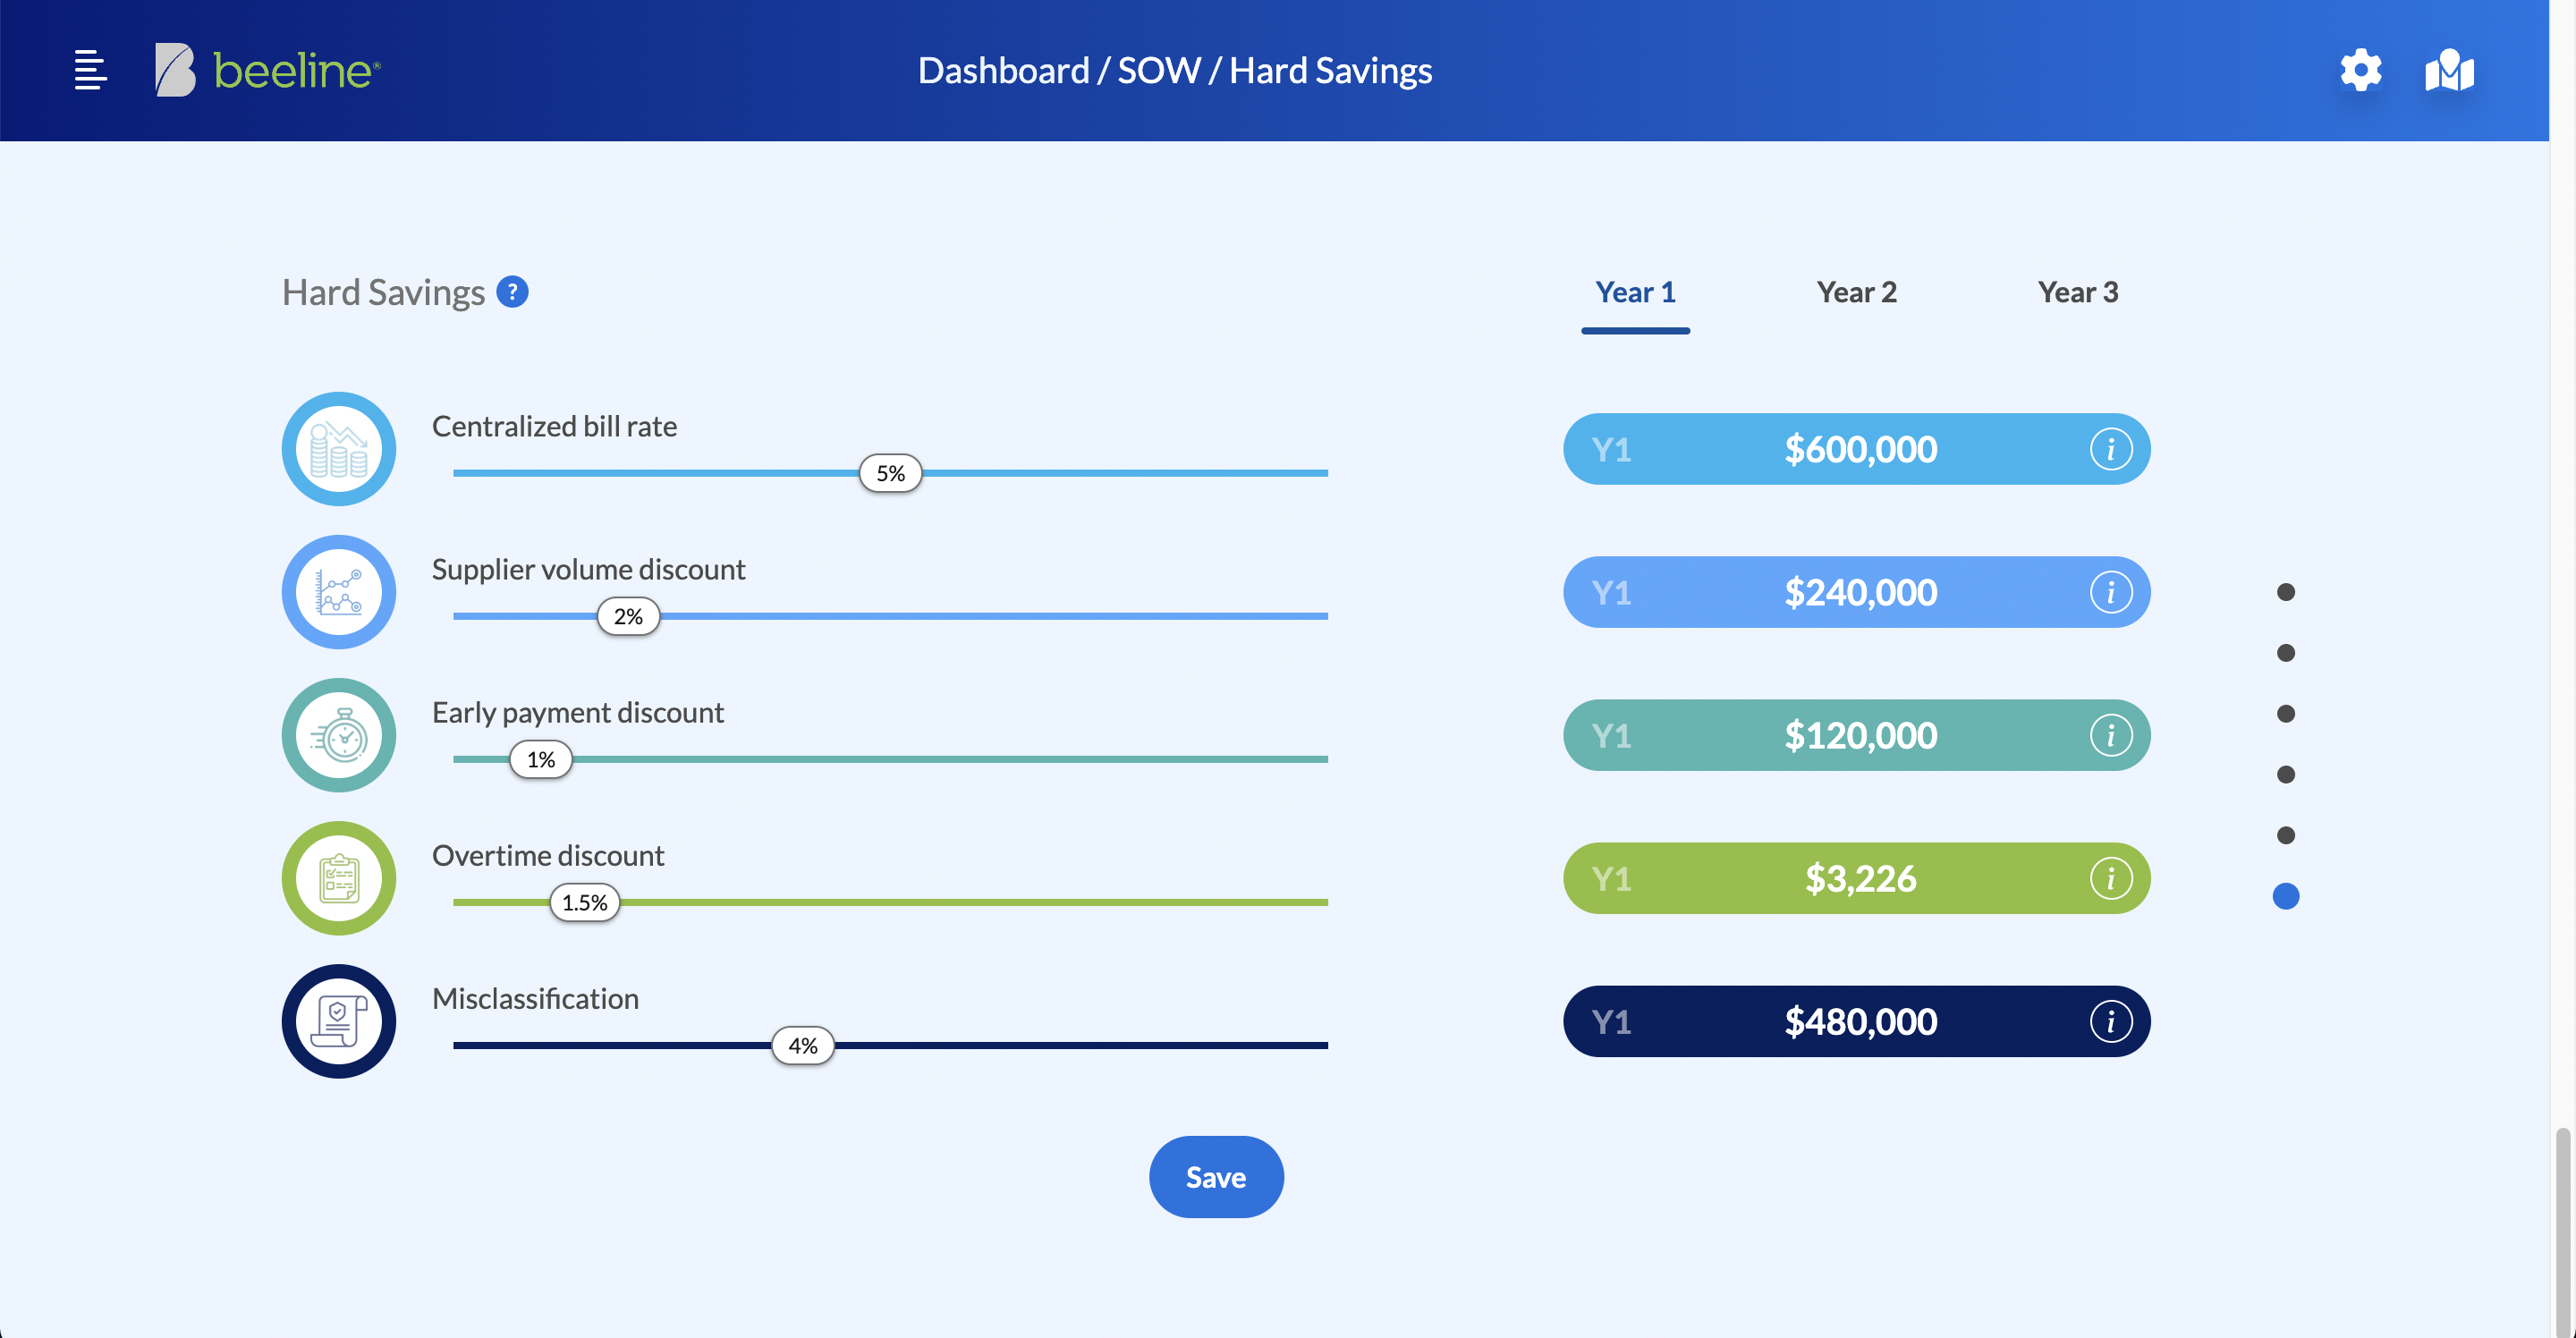 beeline®
Dashboard / SOW / Hard Savings
Hard Savings ?
Year 1 Year 2 Year 3
Centralized bill rate
5%
Y1 $600,000 i
Supplier volume discount
2%
Y1 $240,000 i
Early payment discount
1%
Y1 $120,000 i
Overtime discount
1.5%
Y1 $3,226 i
Misclassification
4%
Y1 $480,000 i
Save